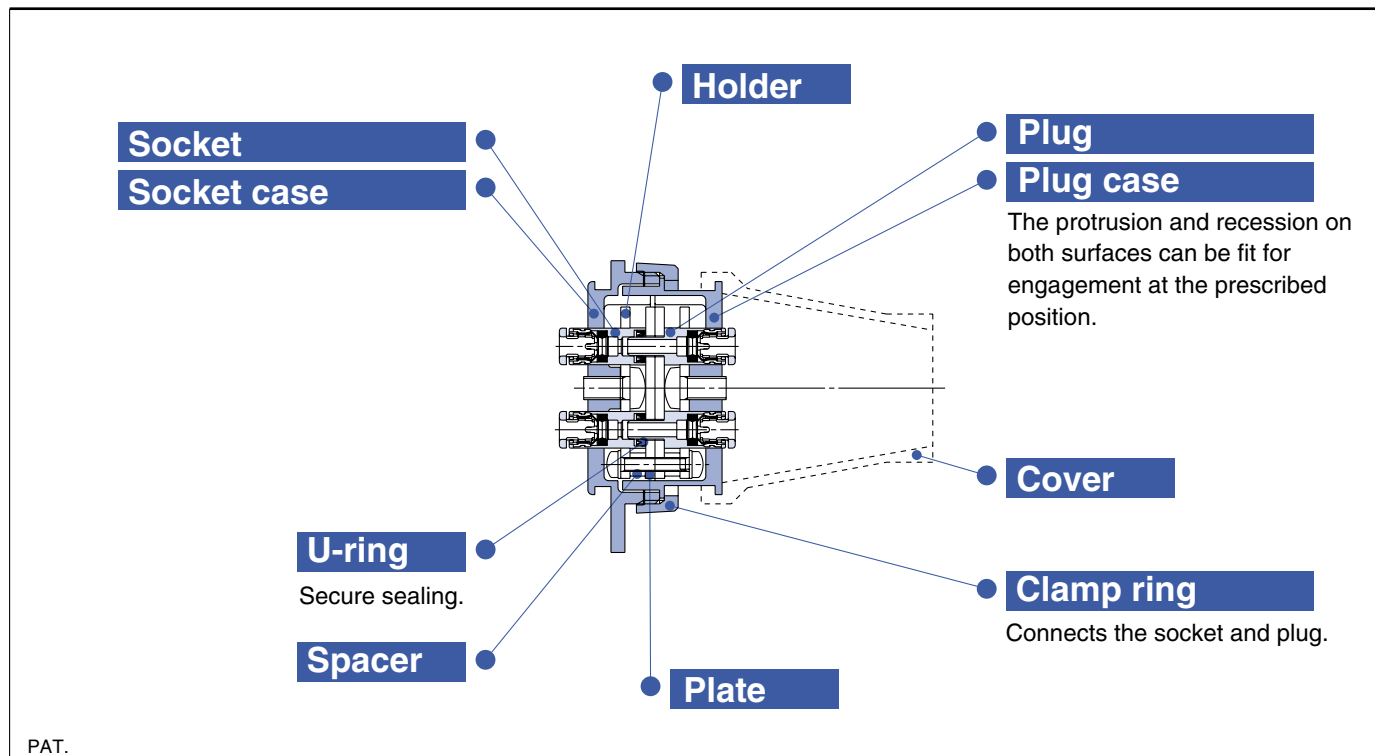 Holder
Socket
Socket case
Plug
Plug case
The protrusion and recession on
both surfaces can be fit for
engagement at the prescribed
position.
Cover
U-ring
Secure sealing.
Clamp ring
Connects the socket and plug.
Spacer
Plate
PAT.